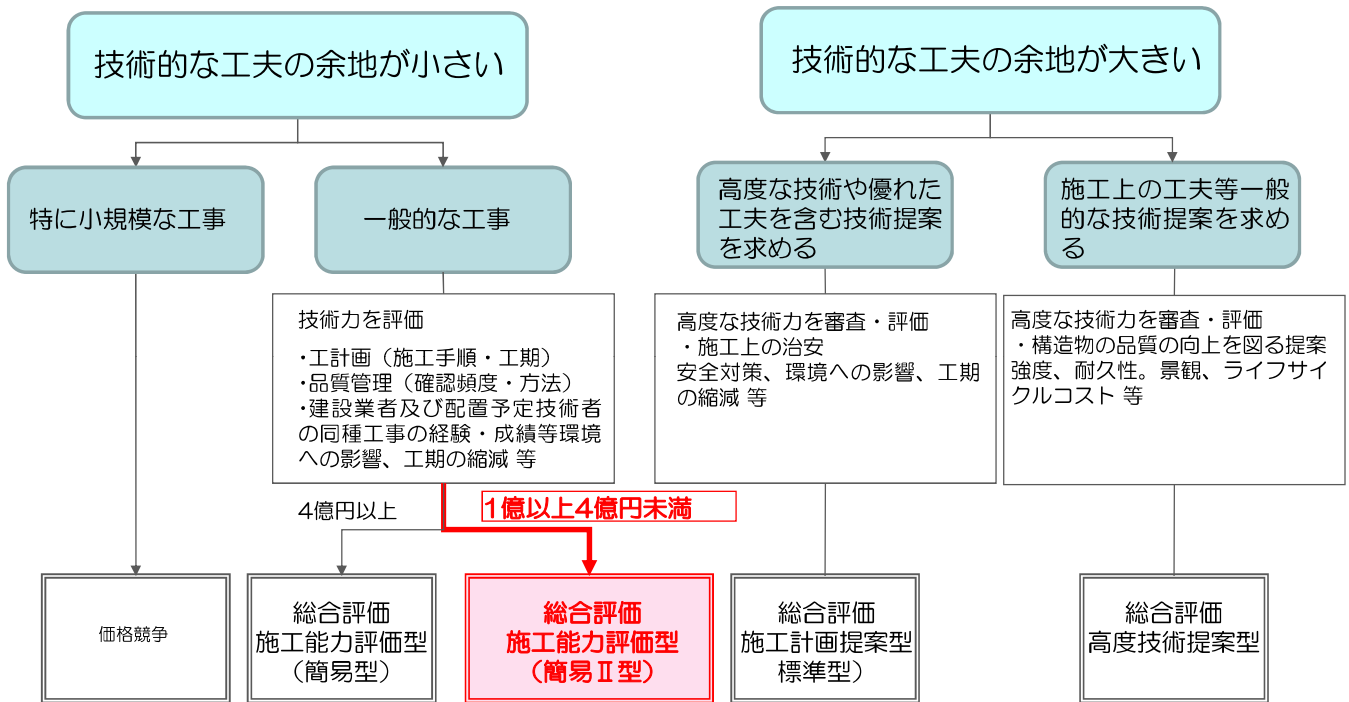 技術的な工夫の余地が小さい
技術的な工夫の余地が大きい
特に小規模な工事
一般的な工事
高度な技術や優れた
工夫を含む技術提案
を求める
施工上の工夫等一般
的な技術提案を求め
る
技術力を評価
・工計画（施工手順・工期）
・品質管理（確認頻度・方法）
・建設業者及び配置予定技術者
の同種工事の経験・成績等環境
への影響、工期の縮減 等
高度な技術力を審査・評価
・施工上の治安
安全対策、環境への影響、工期
の縮減 等
高度な技術力を審査・評価
・構造物の品質の向上を図る提案
強度、耐久性。景観、ライフサイ
クルコスト 等
4億円以上
1億以上4億円未満
価格競争
総合評価
施工能力評価型
（簡易型）
総合評価
施工能力評価型
（簡易Ⅱ型）
総合評価
施工計画提案型
標準型）
総合評価
高度技術提案型